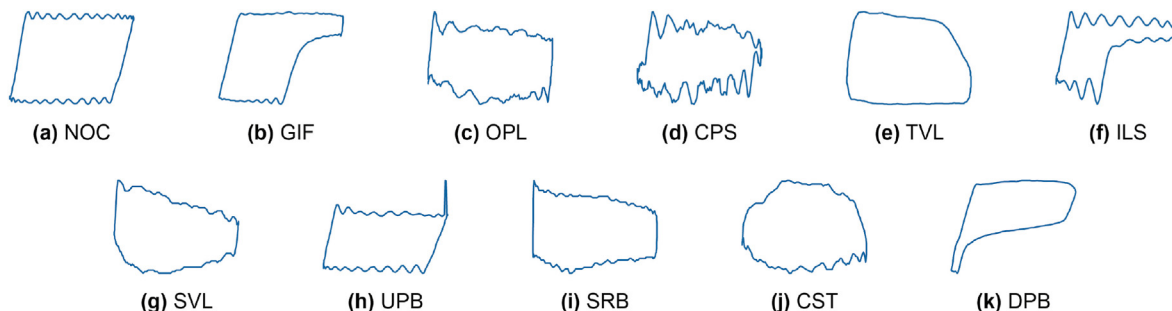 (a) NOC (b) GIF (c) OPL (d) CPS (e) TVL (f) ILS
(g) SVL (h) UPB (i) SRB (j) CST (k) DPB